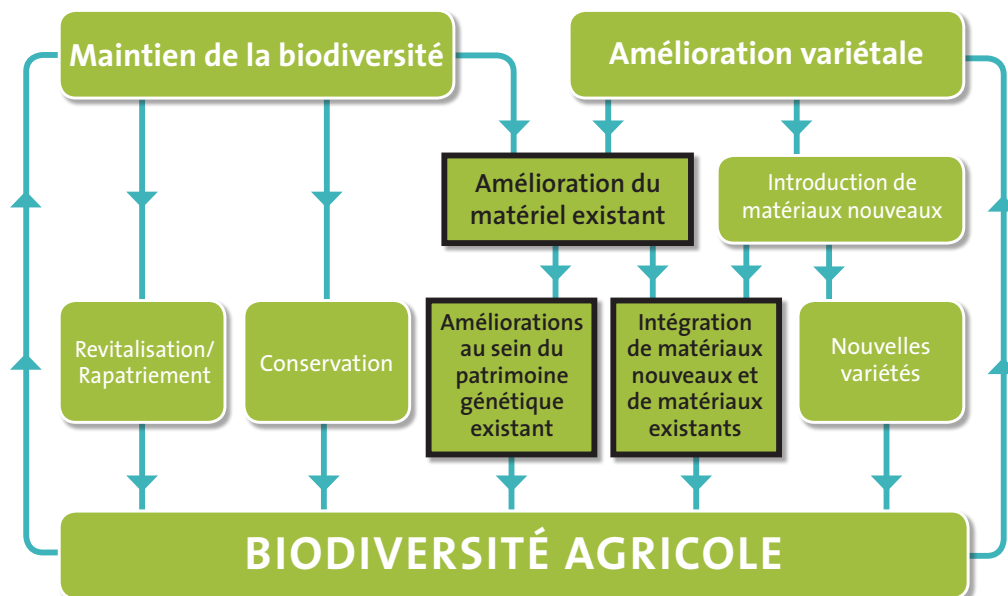 Maintien de la biodiversité
Amélioration variétale
Amélioration du
matériel existant
Introduction de
matériaux nouveaux
Revitalisation/
Rapatriement
Conservation
Améliorations
au sein du
patrimoine
génétique
existant
Intégration
de matériaux
nouveaux et
de matériaux
existants
Nouvelles
variétés
BIODIVERSITÉ AGRICOLE